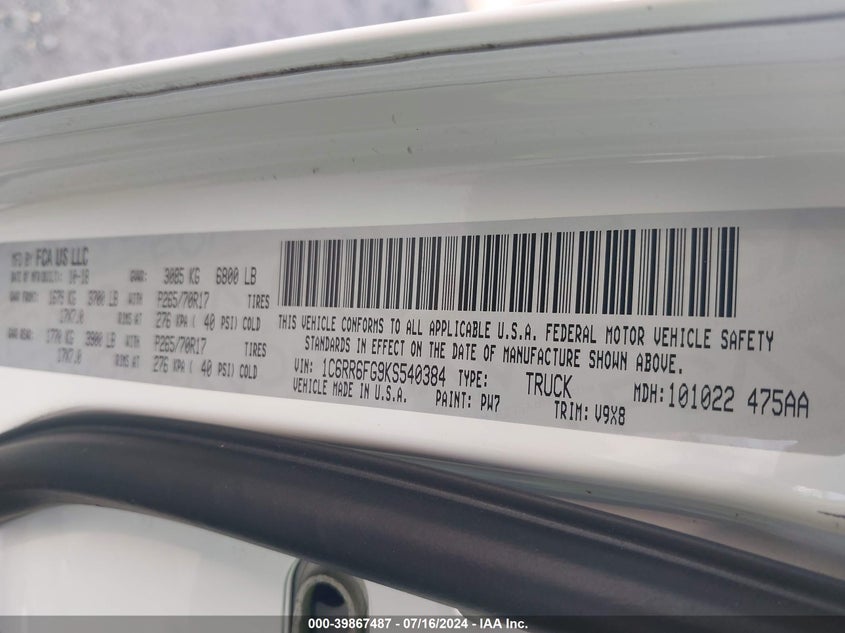 MFD BY FCA US LLC
DATE OF MFR/BUILT: 10-18 GVWR: 3085 KG 6800 LB
GAWR FRONT: 1679 KG 3700 LB WITH P265/70R17 TIRES
17X7.0 RIMS AT 276 KPA ( 40 PSI) COLD
GAWR REAR: 1770 KG 3900 LB WITH P265/70R17 TIRES
17X7.0 RIMS AT 276 KPA ( 40 PSI) COLD
THIS VEHICLE CONFORMS TO ALL APPLICABLE U.S.A. FEDERAL MOTOR VEHICLE SAFETY
STANDARDS IN EFFECT ON THE DATE OF MANUFACTURE SHOWN ABOVE.
VIN: 1C6RR6FG9KS540384 TYPE: TRUCK MDH: 101022 475AA
VEHICLE MADE IN U.S.A. PAINT: PW7 TRIM: V9X8
000-39867487 - 07/16/2024 - IAA Inc.